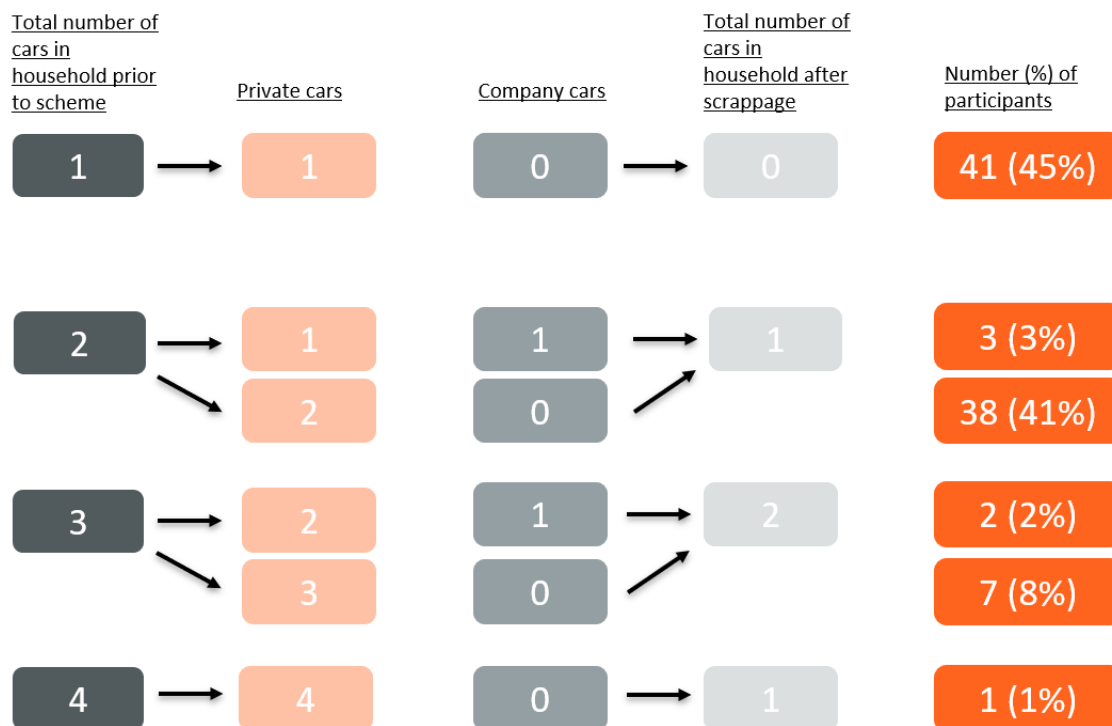 Total number of
cars in
household prior
to scheme
Private cars
Company cars
Total number of
cars in
household after
scrappage
Number (%) of
participants
1
1
0
0
41 (45%)
2
1
1
1
3 (3%)
2
0
38 (41%)
3
2
1
2
2 (2%)
3
0
7 (8%)
4
4
0
1
1 (1%)